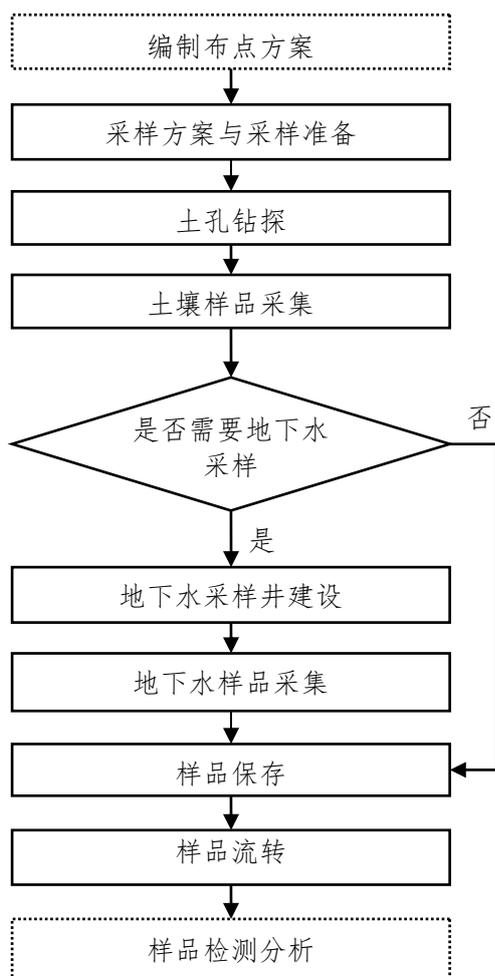 编制布点方案
采样方案与采样准备
土孔钻探
土壤样品采集
是否需要地下水
采样
否
是
地下水采样井建设
地下水样品采集
样品保存
样品流转
样品检测分析